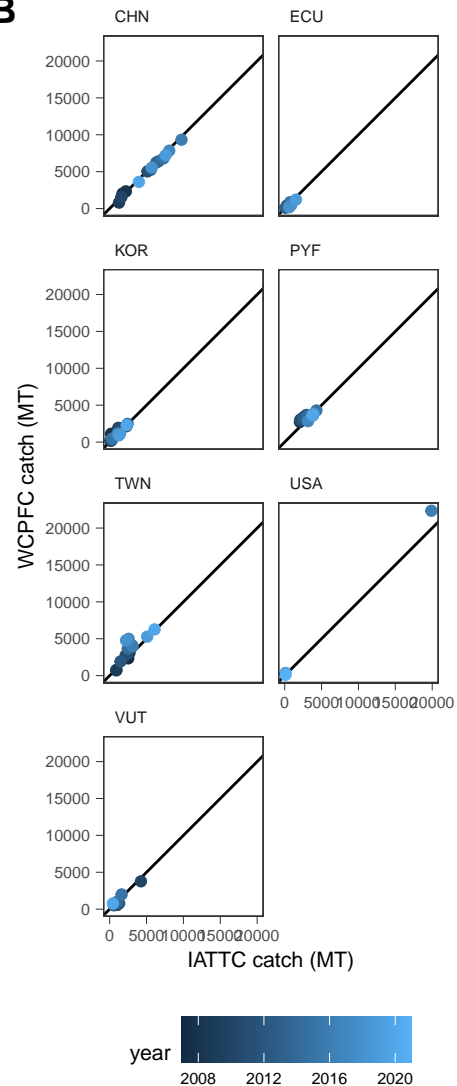 B
CHN ECU
20000
15000
10000
5000
0
KOR PYF
20000
15000
10000
5000
0
TWN USA
20000
15000
10000
5000
0
0 5000 10000 15000 20000
VUT
20000
15000
10000
5000
0
0 5000 10000 15000 20000
WCPFC catch (MT)
IATTC catch (MT)
year
2008 2012 2016 2020